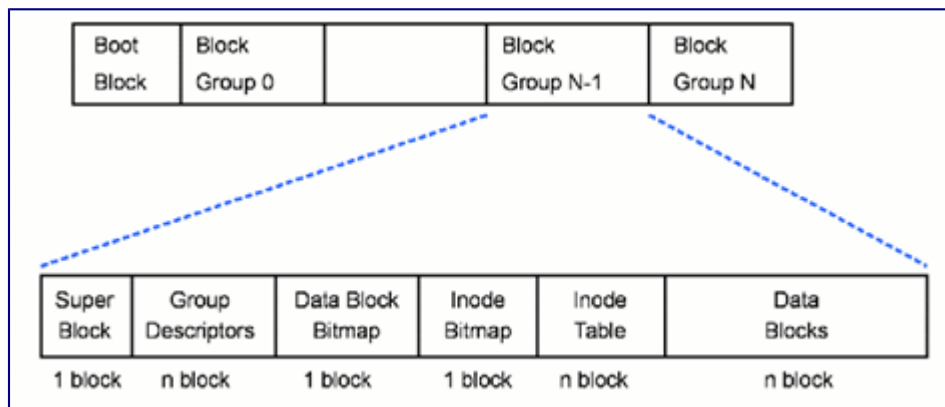 Boot Block Block Block
Block Group 0 Group N-1 Group N
Super Group Data Block Inode Inode Data
Block Descriptors Bitmap Bitmap Table Blocks
1 block n block 1 block 1 block n block n block